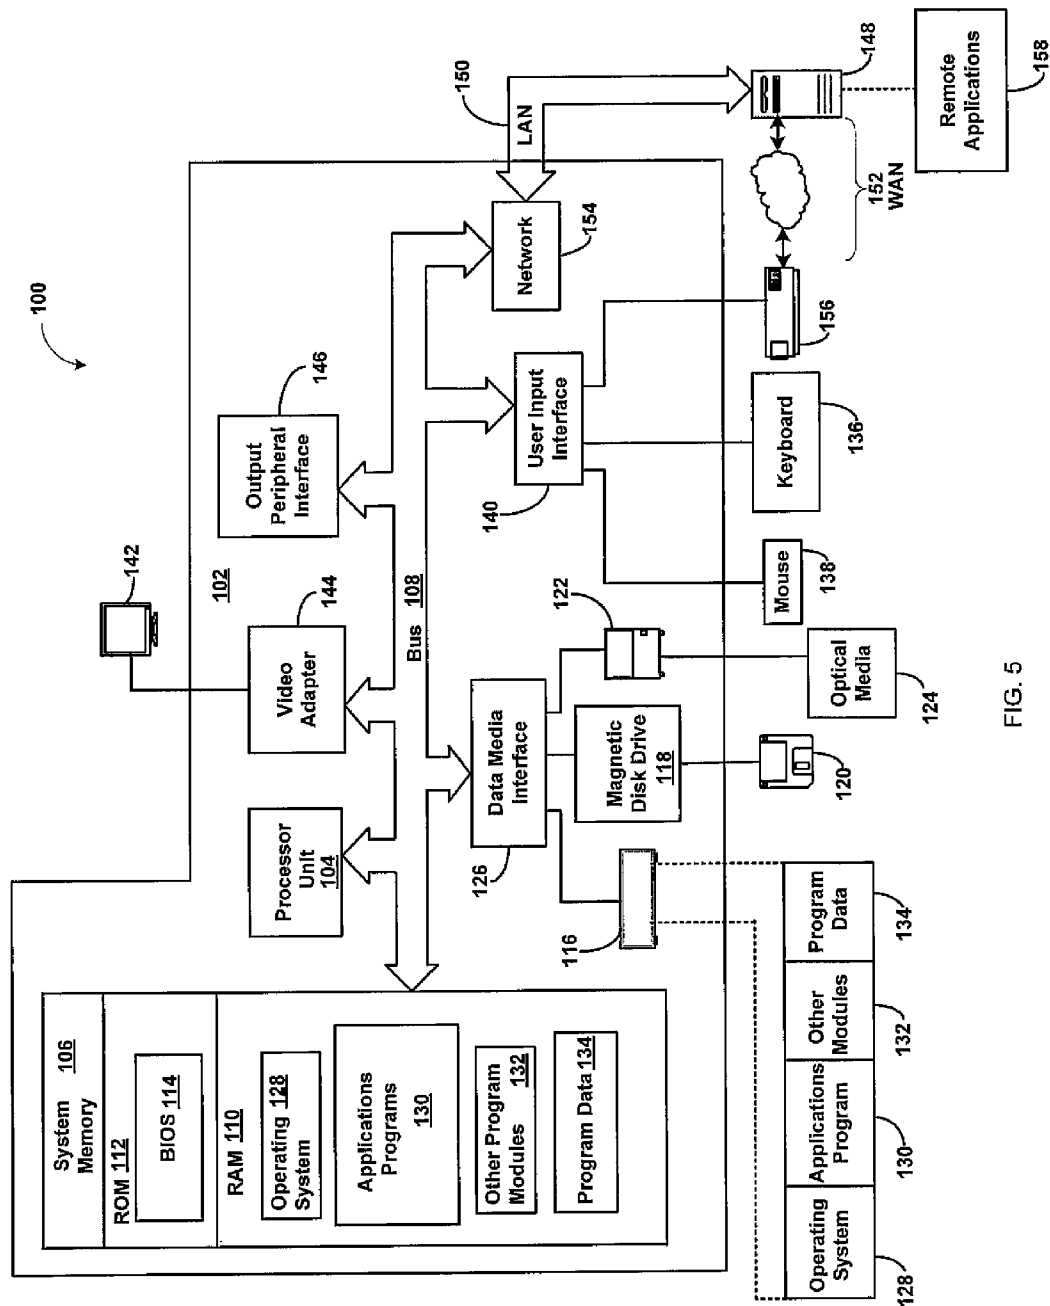 100
System
Memory
106
ROM 112
BIOS 114
RAM 110
Operating 128
System
Applications
Programs
130
Other Program
Modules 132
Program Data 134
Processor
Unit
104
142
102
Video
Adapter
144
Output
Peripheral
Interface
146
Bus 108
Data Media
Interface
126
User Input
Interface
140
Network
154
LAN
150
116
Magnetic
Disk Drive
118
122
120
Optical
Media
124
Mouse
138
Keyboard
136
156
152
WAN
148
Remote
Applications
158
Operating
System
128
Applications
Program
130
Other
Modules
132
Program
Data
134
FIG. 5